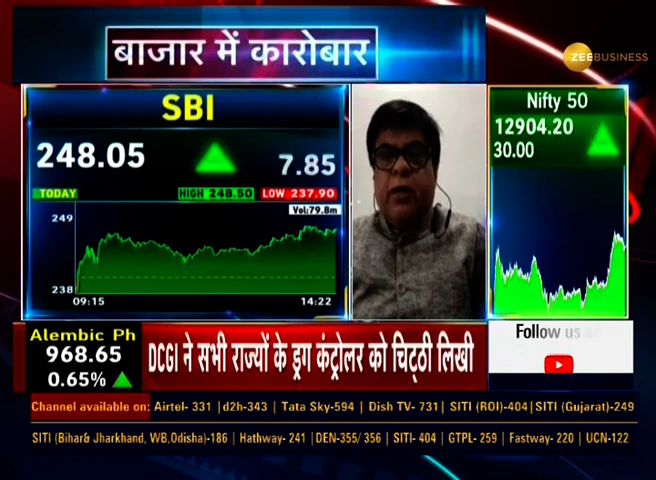 बाजार में कारोबार
ZEEBUSINESS
SBI
248.05
7.85
TODAY
HIGH 248.50
LOW 237.90
Vol:79.8m
249
238
09:15
14:22
Nifty 50
12904.20
30.00
Alembic Ph
968.65
0.65%
DCGI ने सभी राज्यों के ड्रग कंट्रोलर को चिट्ठी लिखी
Follow us
Channel available on: Airtel- 331 | d2h-343 | Tata Sky-594 | Dish TV- 731| SITI (ROI)-404| SITI (Gujarat)-249
SITI (Bihar& Jharkhand, WB,Odisha)-186 | Hathway- 241 |DEN-355/ 356 | SITI- 404 | GTPL- 259 | Fastway- 220 | UCN-122